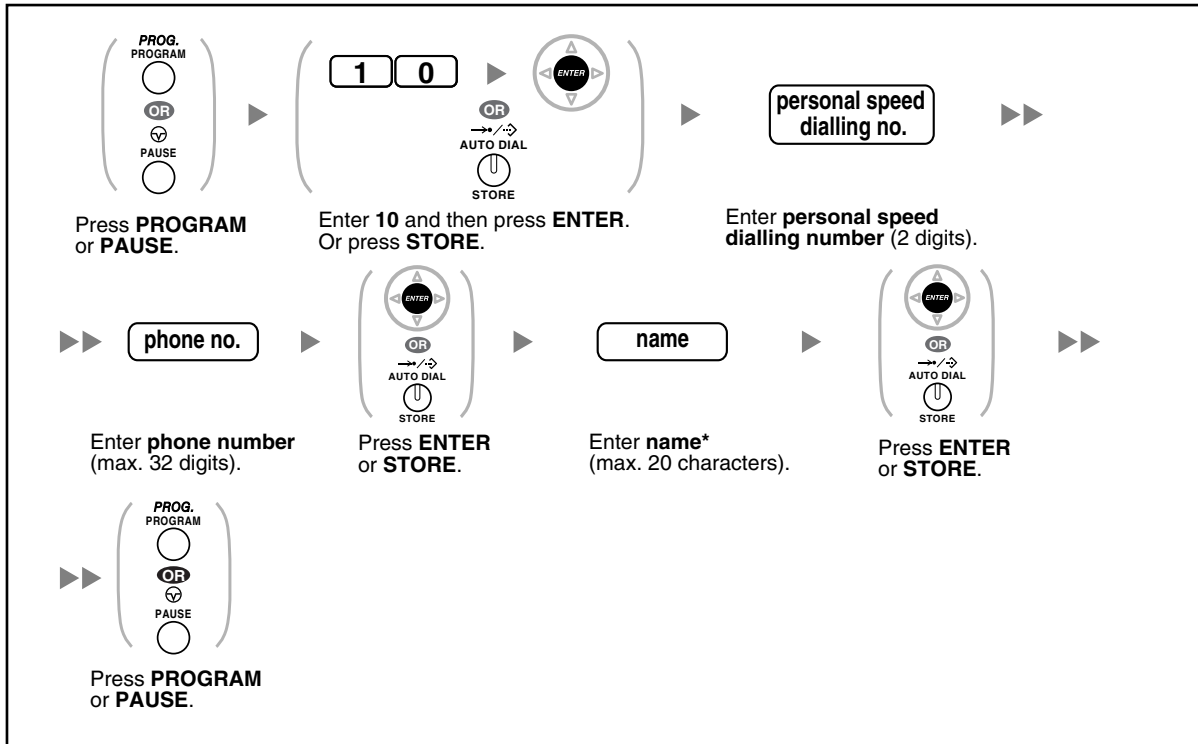 PROG.
PROGRAM
OR
PAUSE
Press PROGRAM
or PAUSE.
1 0
ENTER
OR
AUTO DIAL
STORE
Enter 10 and then press ENTER.
Or press STORE.
personal speed
dialling no.
Enter personal speed
dialling number (2 digits).
phone no.
Enter phone number
(max. 32 digits).
ENTER
OR
AUTO DIAL
STORE
Press ENTER
or STORE.
name
Enter name*
(max. 20 characters).
ENTER
OR
AUTO DIAL
STORE
Press ENTER
or STORE.
PROG.
PROGRAM
OR
PAUSE
Press PROGRAM
or PAUSE.